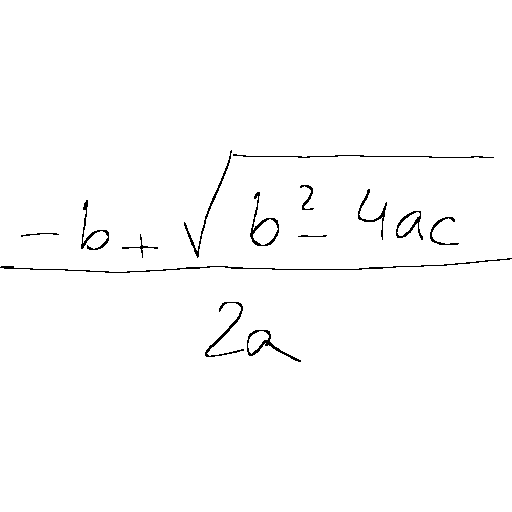 -b + √(b² - 4ac)
2a